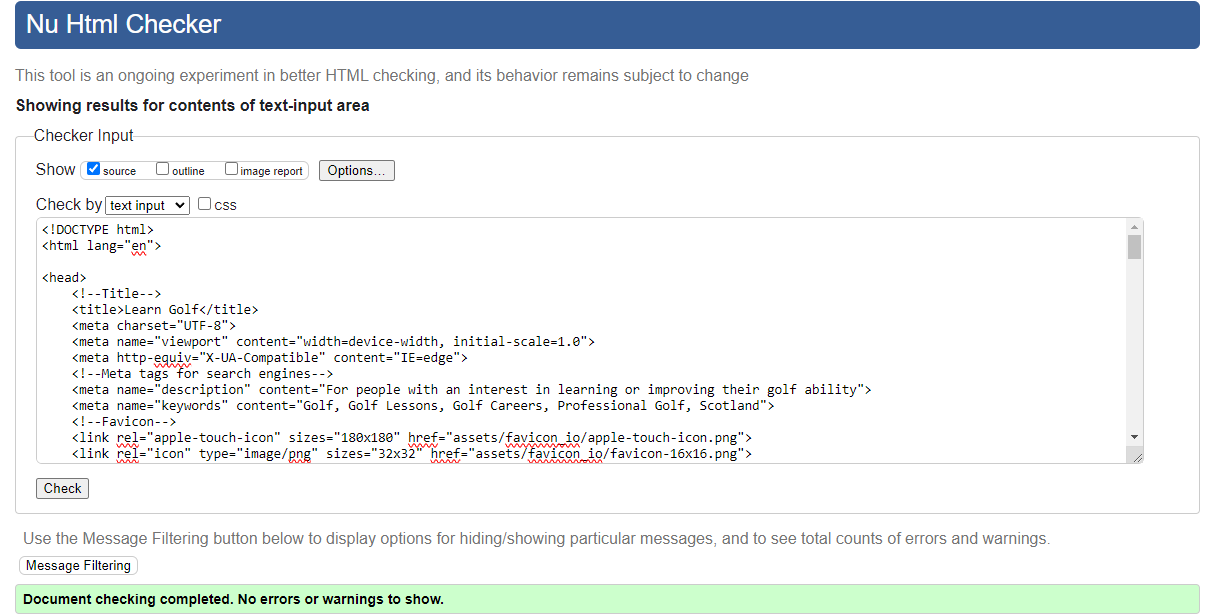 Nu Html Checker
This tool is an ongoing experiment in better HTML checking, and its behavior remains subject to change
Showing results for contents of text-input area
Checker Input
Show source outline image report Options...
Check by text input css
<!DOCTYPE html>
<html lang="en">
<head>
<!--Title-->
<title>Learn Golf</title>
<meta charset="UTF-8">
<meta name="viewport" content="width=device-width, initial-scale=1.0">
<meta http-equiv="X-UA-Compatible" content="IE=edge">
<!--Meta tags for search engines-->
<meta name="description" content="For people with an interest in learning or improving their golf ability">
<meta name="keywords" content="Golf, Golf Lessons, Golf Careers, Professional Golf, Scotland">
<!--Favicon-->
<link rel="apple-touch-icon" sizes="180x180" href="assets/favicon_io/apple-touch-icon.png">
<link rel="icon" type="image/png" sizes="32x32" href="assets/favicon_io/favicon-16x16.png">
Check
Use the Message Filtering button below to display options for hiding/showing particular messages, and to see total counts of errors and warnings.
Message Filtering
Document checking completed. No errors or warnings to show.